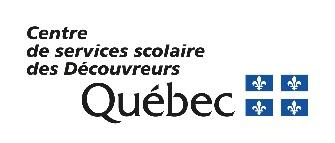 Centre
de services scolaire
des Découvreurs
Québec